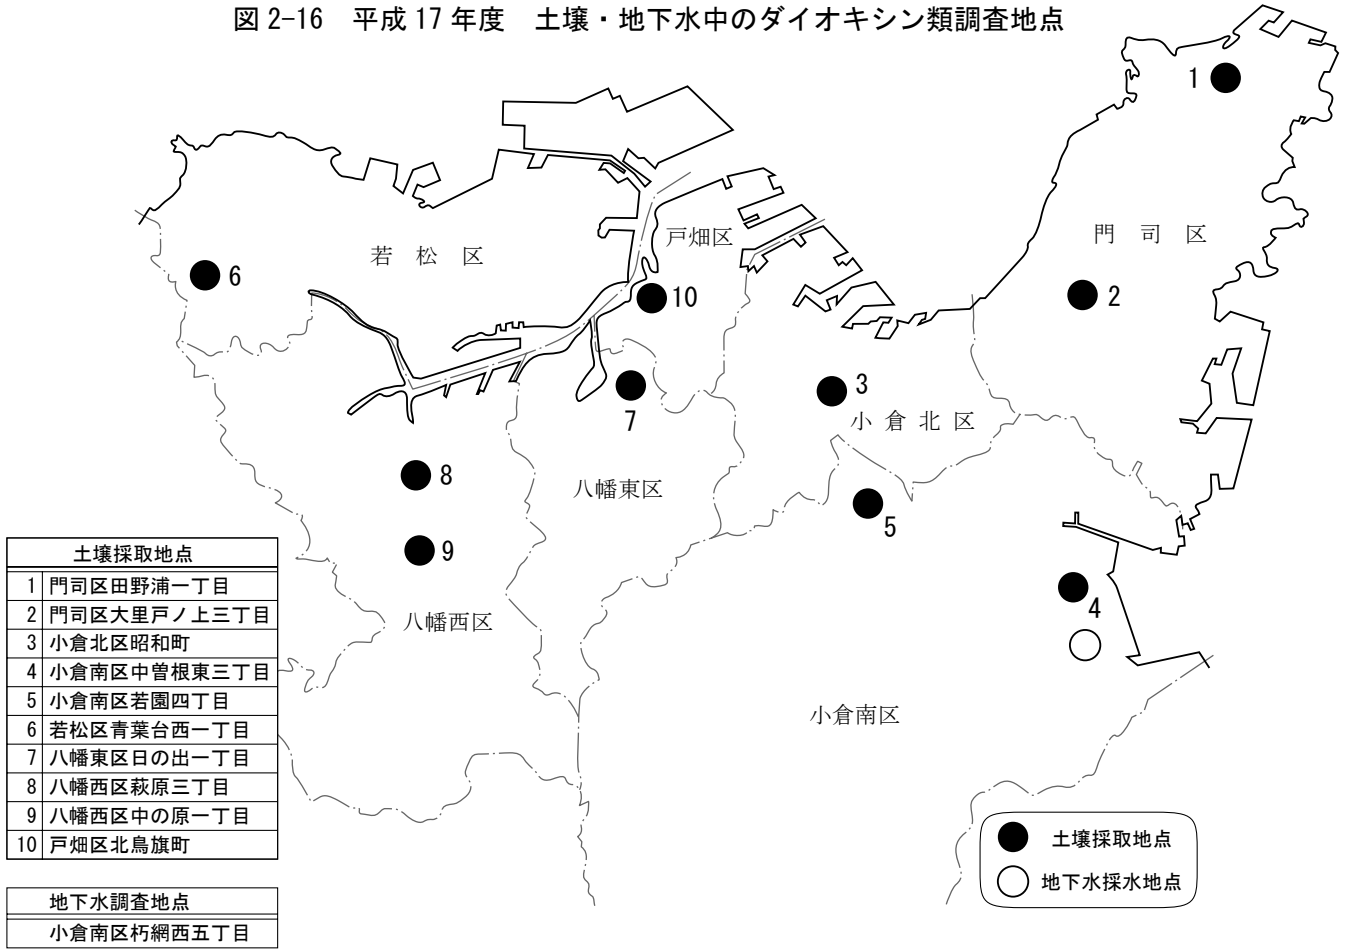 図2-16 平成17年度 土壌・地下水中のダイオキシン類調査地点
1
門司区
戸畑区
若松区
6
10
2
3
小倉北区
7
8
八幡東区
5
9
4
八幡西区
小倉南区
土壌採取地点
1 門司区田野浦一丁目
2 門司区大里戸ノ上三丁目
3 小倉北区昭和町
4 小倉南区中曽根東三丁目
5 小倉南区若園四丁目
6 若松区青葉台西一丁目
7 八幡東区日の出一丁目
8 八幡西区萩原三丁目
9 八幡西区中の原一丁目
10 戸畑区北鳥旗町
地下水調査地点
小倉南区朽網西五丁目
土壌採取地点
地下水採水地点